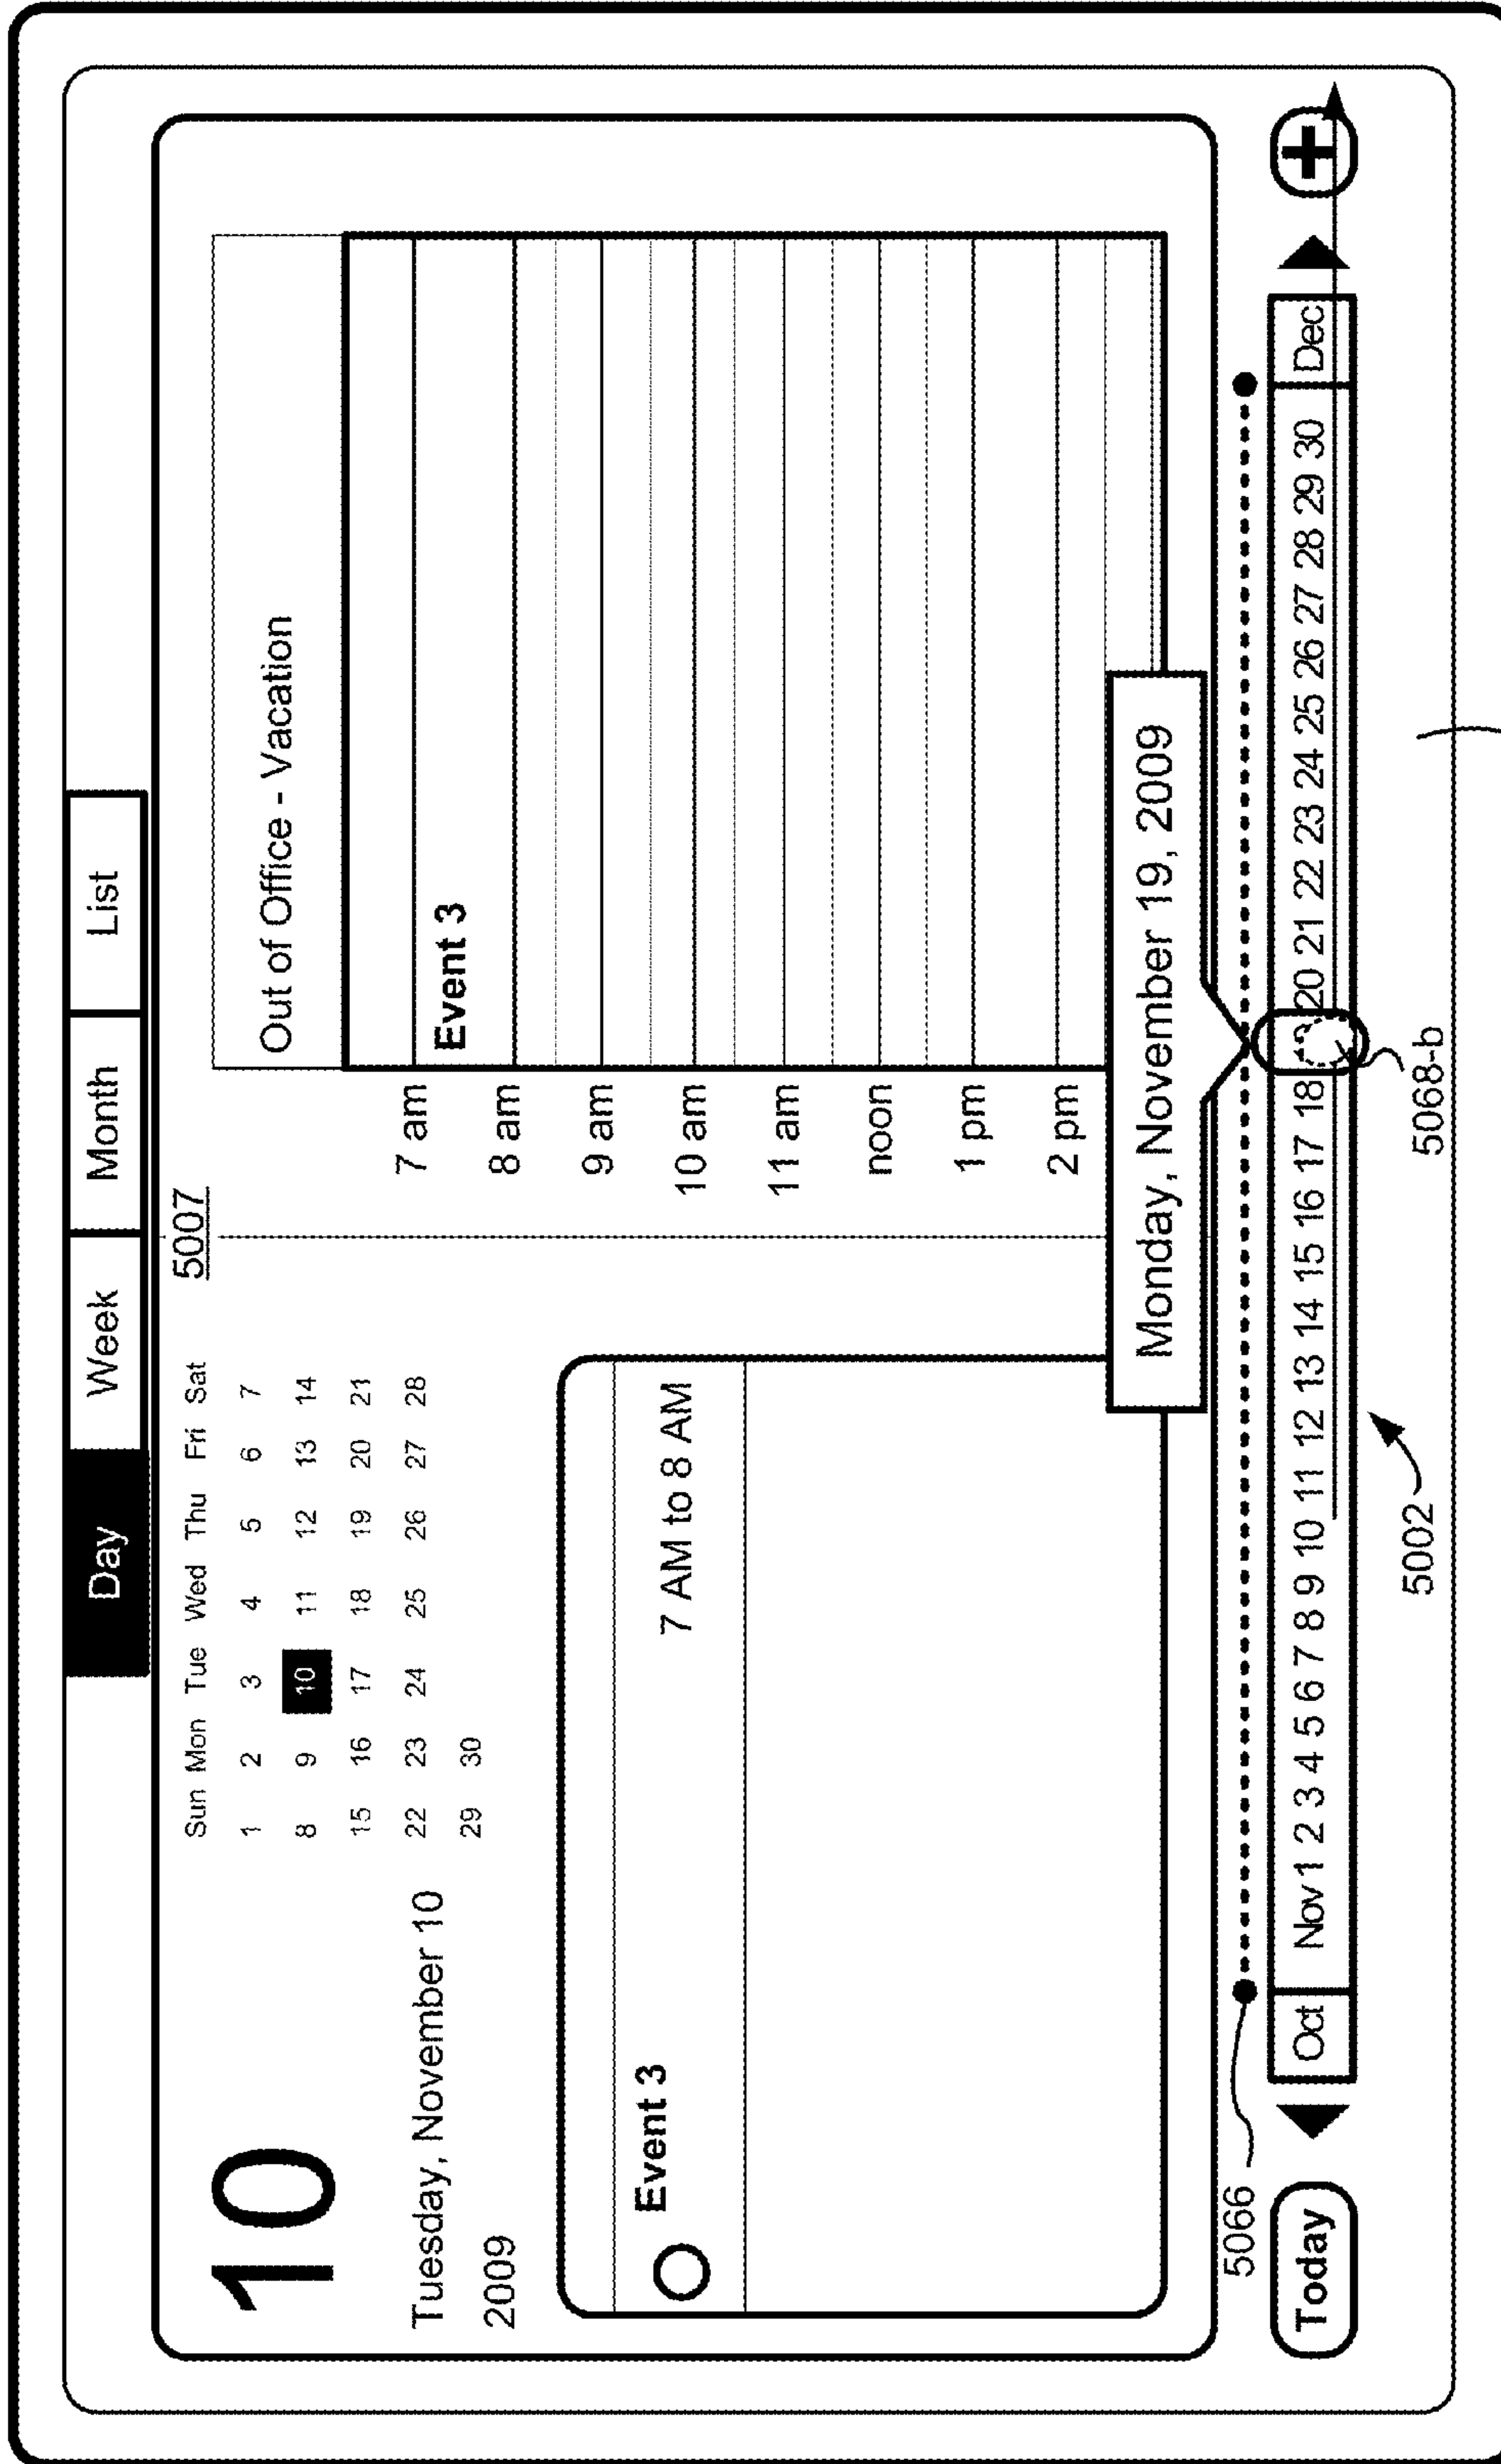 Day Week Month List
10
Tuesday, November 10
2009
Sun Mon Tue Wed Thu Fri Sat
1 2 3 4 5 6 7
8 9 10 11 12 13 14
15 16 17 18 19 20 21
22 23 24 25 26 27 28
29 30
5007
Event 3
7 AM to 8 AM
Out of Office - Vacation
7 am
Event 3
8 am
9 am
10 am
11 am
noon
1 pm
2 pm
Monday, November 19, 2009
5066
Today Oct Nov 1 2 3 4 5 6 7 8 9 10 11 12 13 14 15 16 17 18 20 21 22 23 24 25 26 27 28 29 30 Dec +
5002
5068-b